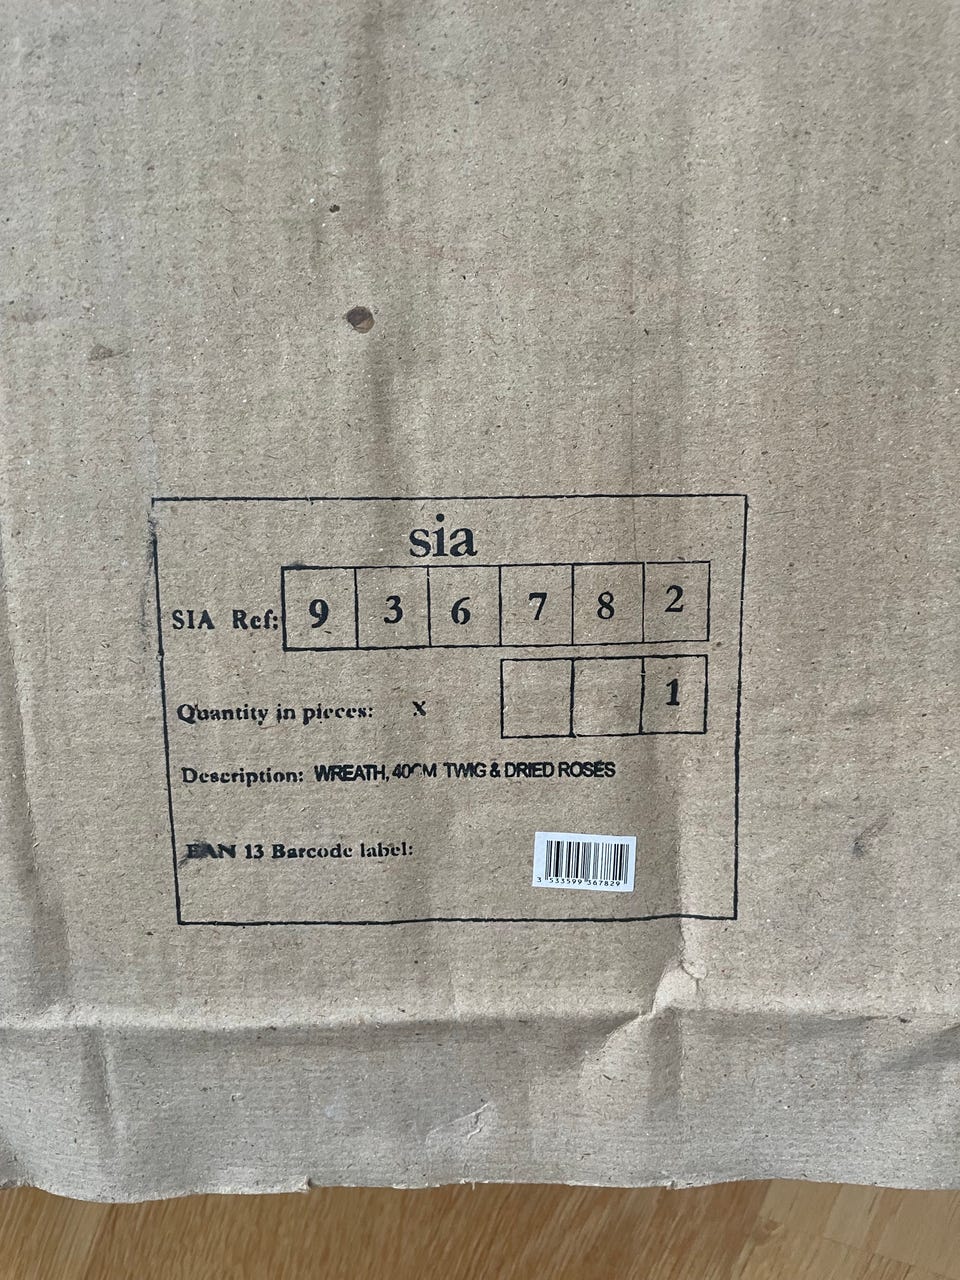 sia
SIA Ref: 9 3 6 7 8 2
Quantity in pieces: X 1
Description: WREATH, 40CM TWIG & DRIED ROSES
EAN 13 Barcode label:
3 533599 367829